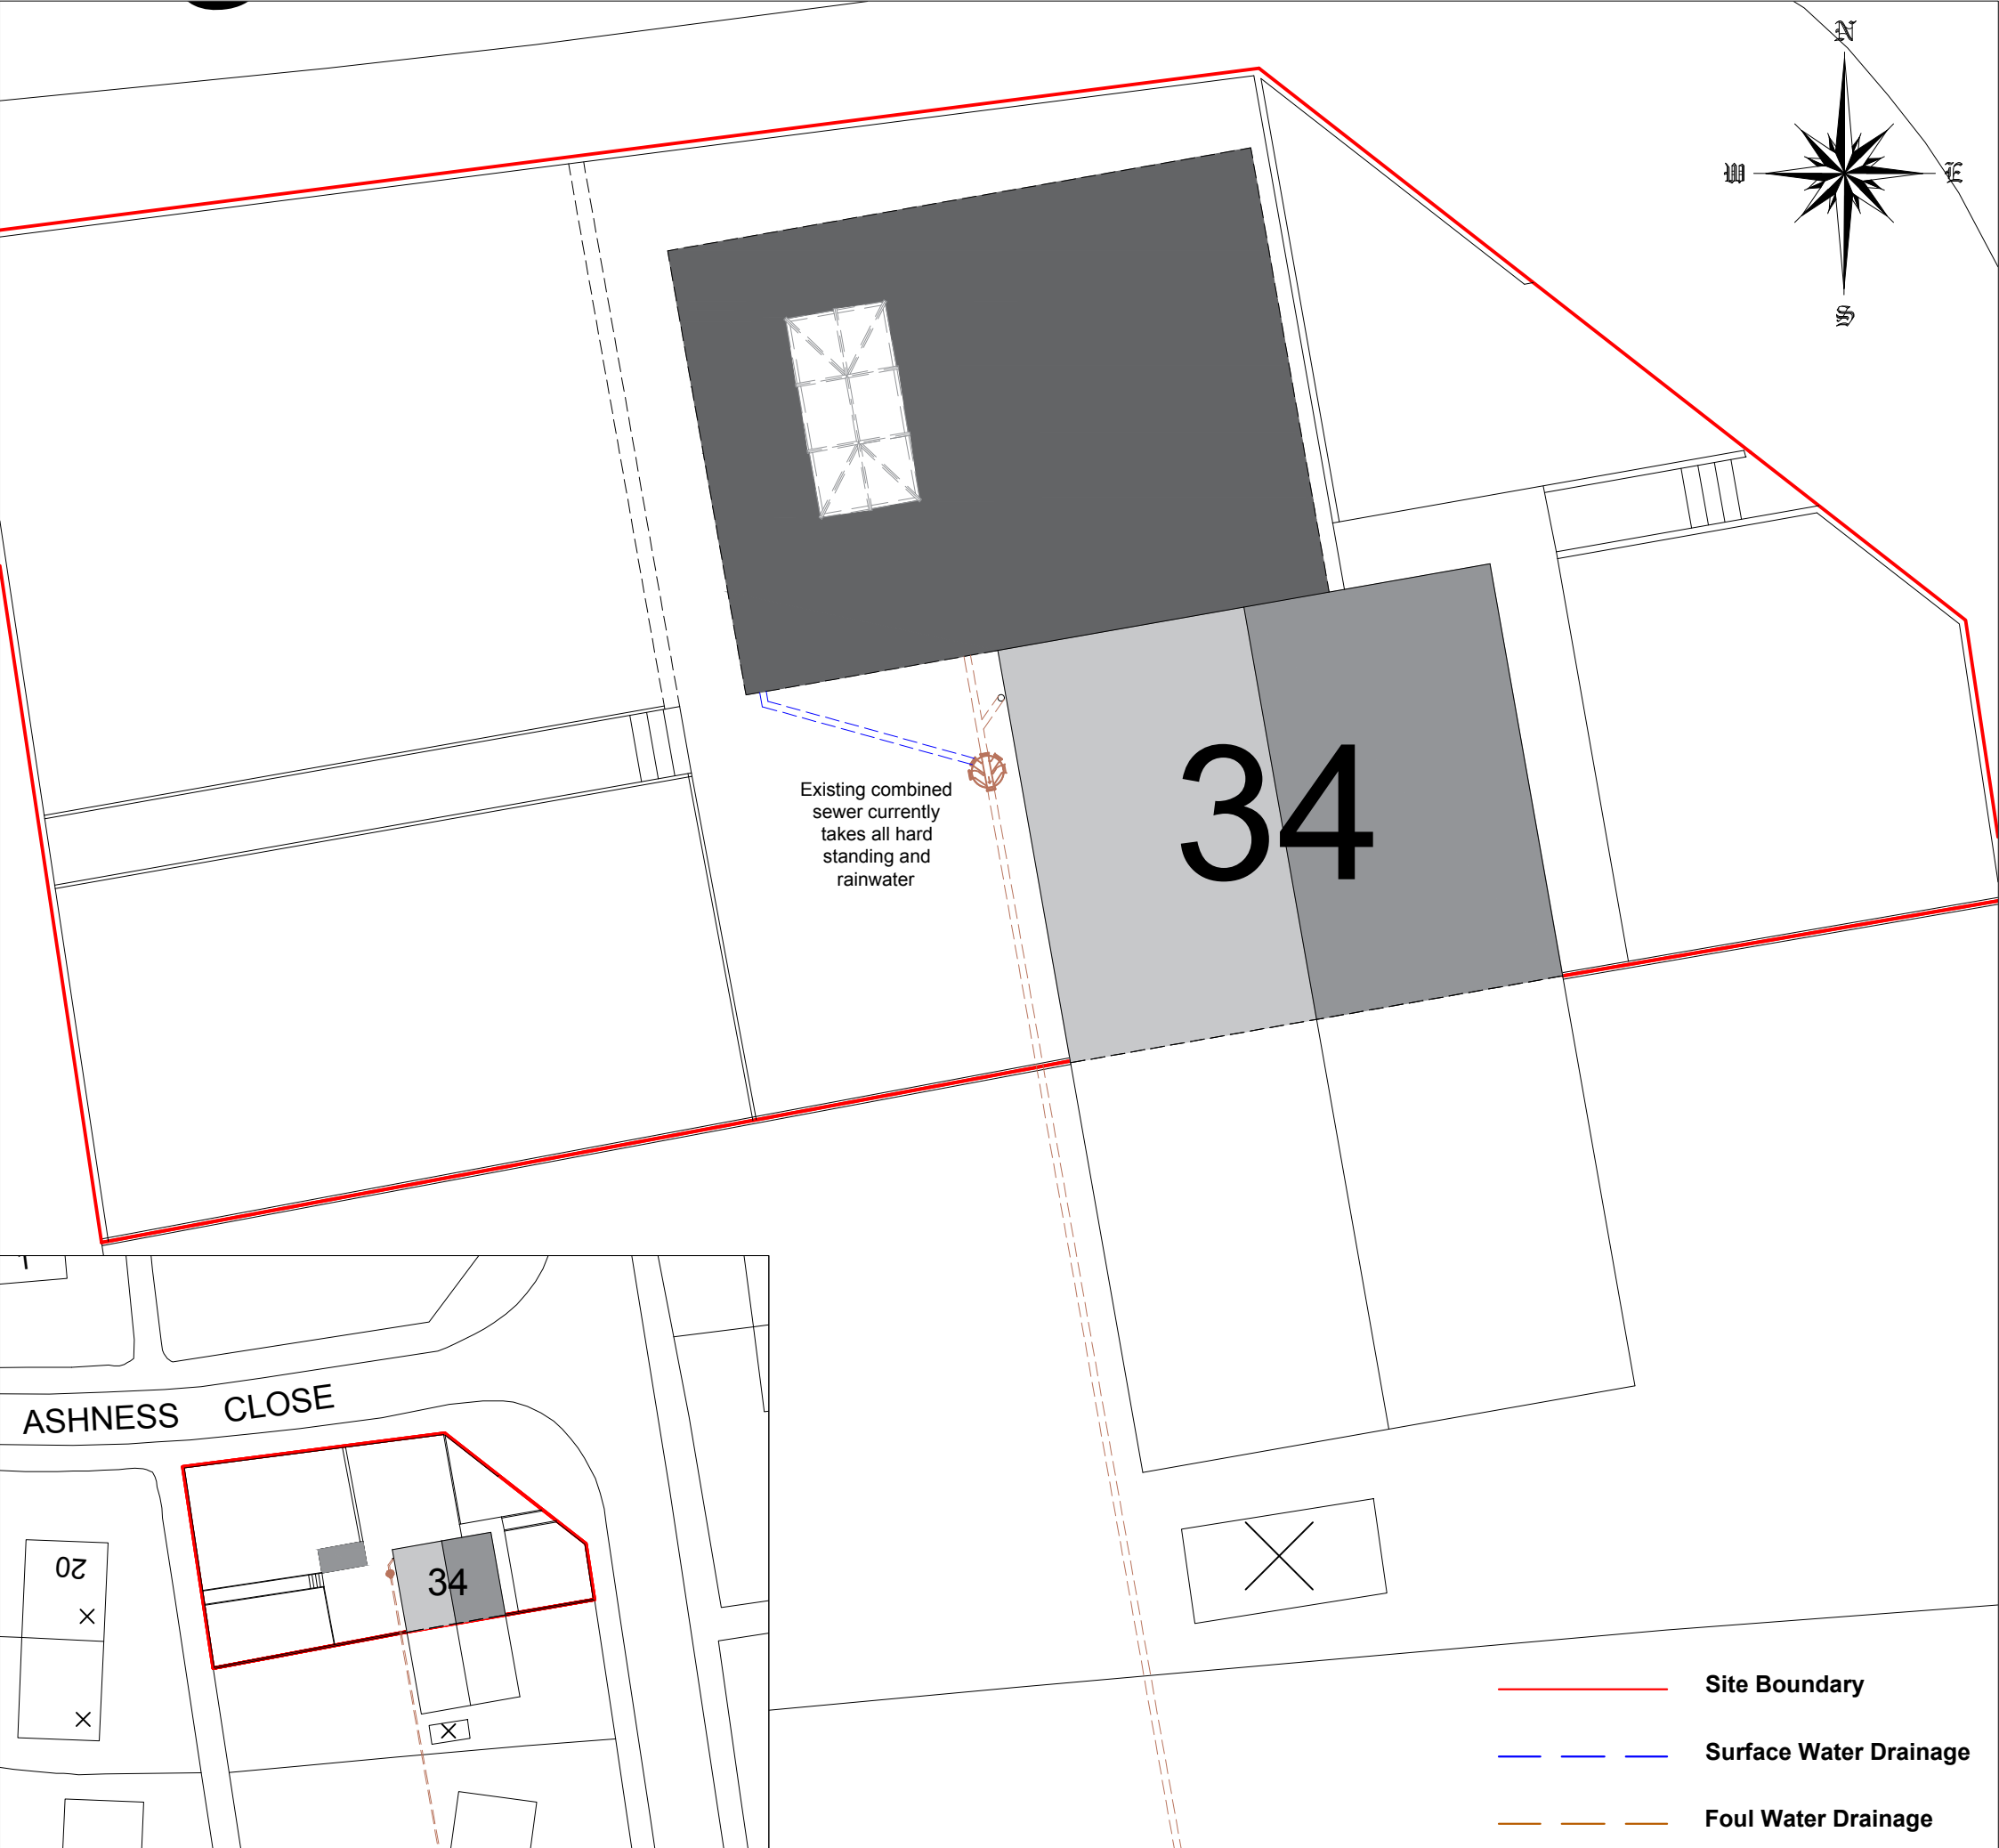 N
W
E
S
34
Existing combined
sewer currently
takes all hard
standing and
rainwater
ASHNESS CLOSE
20
34
Site Boundary
Surface Water Drainage
Foul Water Drainage